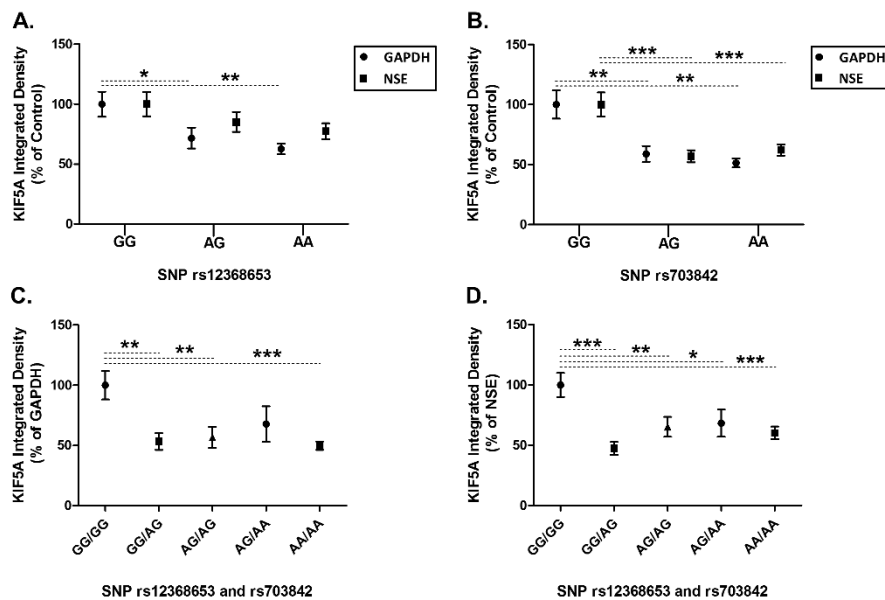 A.
150
100
50
0
KIF5A Integrated Density
(% of Control)
*
**
GAPDH
NSE
GG
AG
AA
SNP rs12368653
B.
150
100
50
0
KIF5A Integrated Density
(% of Control)
***
***
**
**
GAPDH
NSE
GG
AG
AA
SNP rs703842
C.
150
100
50
0
KIF5A Integrated Density
(% of GAPDH)
**
**
***
GG/GG
GG/AG
AG/AG
AG/AA
AA/AA
SNP rs12368653 and rs703842
D.
150
100
50
0
KIF5A Integrated Density
(% of NSE)
***
**
*
***
GG/GG
GG/AG
AG/AG
AG/AA
AA/AA
SNP rs12368653 and rs703842